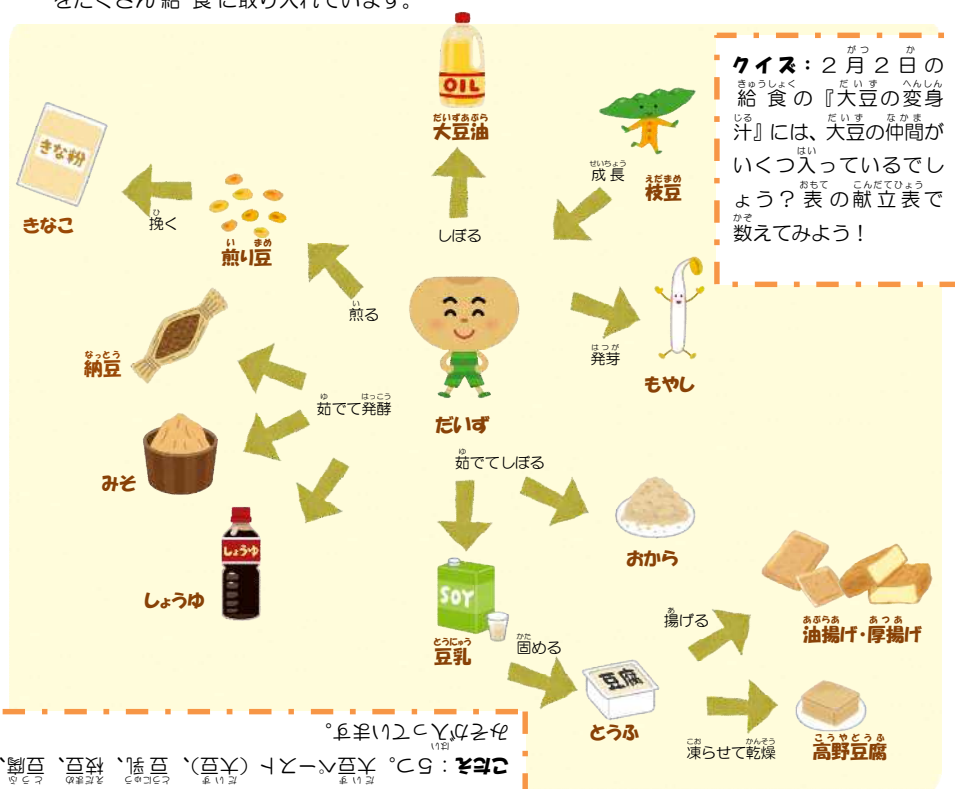 をたくさん給食に取り入れています。
クイズ：２月２日の
給食の『大豆の変身
汁』には、大豆の仲間が
いくつ入っているでし
ょう？表の献立表で
数えてみよう！
OIL
大豆油
成長
枝豆
きな粉
きなこ
挽く
煎り豆
しぼる
煎る
発芽
もやし
納豆
茹でて発酵
だいず
みそ
茹でてしぼる
おから
しょうゆ
しょうゆ
SOY
豆乳
固める
揚げる
油揚げ・厚揚げ
豆腐
とうふ
凍らせて乾燥
高野豆腐
こたえ：５つ。大豆ペースト（大豆）、豆乳、枝豆、豆腐、
みそが入っています。